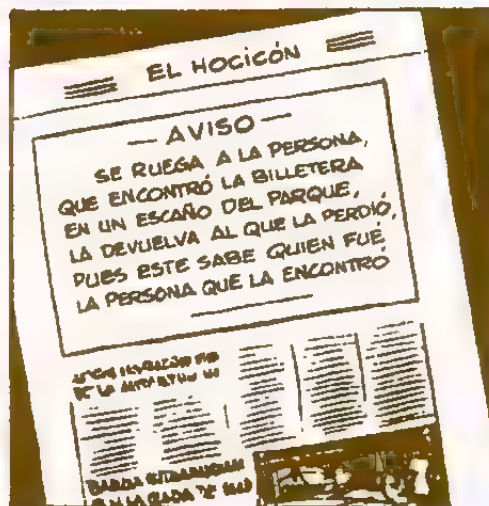 EL HOCICÓN
— AVISO —
SE RUEGA A LA PERSONA,
QUE ENCONTRÓ LA BILLETERA
EN UN ESCAÑO DEL PARQUE,
LA DEVUELVA AL QUE LA PERDIÓ,
PUES ESTE SABE QUIEN FUÉ
LA PERSONA QUE LA ENCONTRO